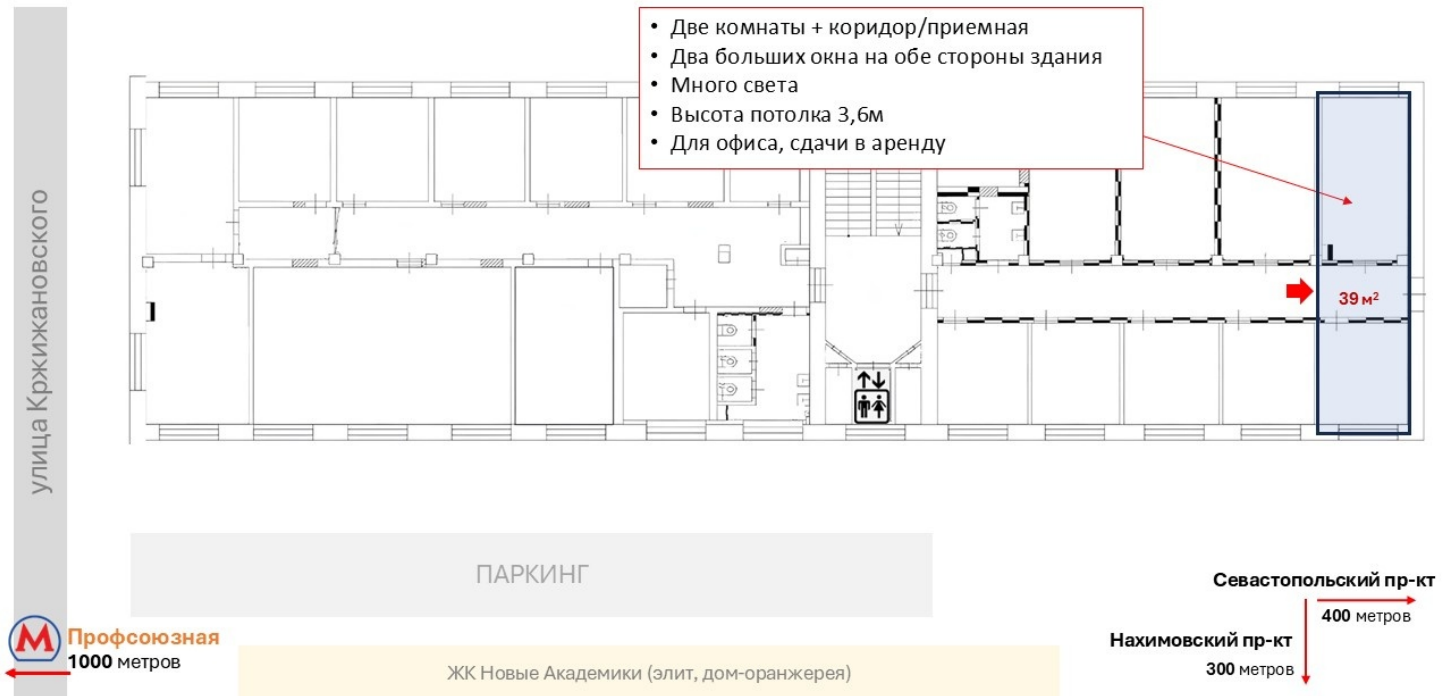 • Две комнаты + коридор/приемная
• Два больших окна на обе стороны здания
• Много света
• Высота потолка 3,6м
• Для офиса, сдачи в аренду
улица Кржижановского
39 м²
ПАРКИНГ
Севастопольский пр-кт
400 метров
Нахимовский пр-кт
300 метров
М
Профсоюзная
1000 метров
ЖК Новые Академики (элит, дом-оранжерея)